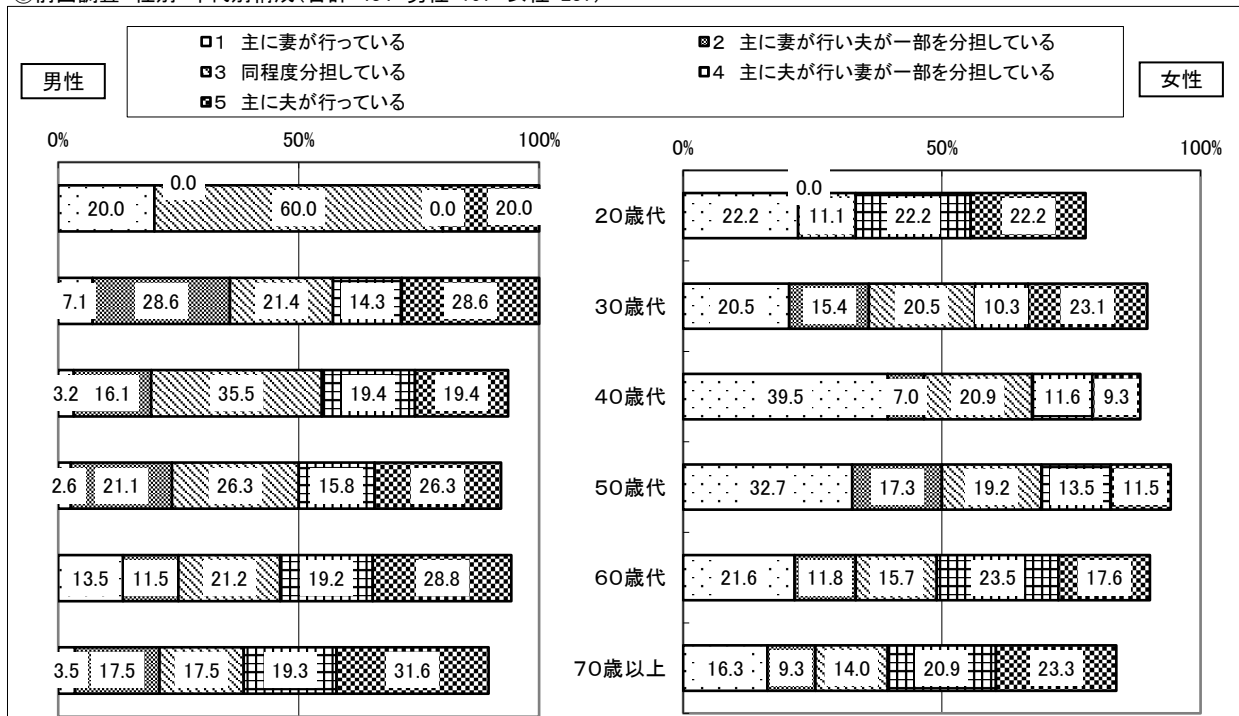 男性
女性
1 主に妻が行っている
2 主に妻が行い夫が一部を分担している
3 同程度分担している
4 主に夫が行い妻が一部を分担している
5 主に夫が行っている
0% 50% 100%
0% 50% 100%
20.0 0.0 60.0 0.0 20.0
20歳代
22.2 0.0 11.1 22.2 22.2
7.1 28.6 21.4 14.3 28.6
30歳代
20.5 15.4 20.5 10.3 23.1
3.2 16.1 35.5 19.4 19.4
40歳代
39.5 7.0 20.9 11.6 9.3
2.6 21.1 26.3 15.8 26.3
50歳代
32.7 17.3 19.2 13.5 11.5
13.5 11.5 21.2 19.2 28.8
60歳代
21.6 11.8 15.7 23.5 17.6
3.5 17.5 17.5 19.3 31.6
70歳以上
16.3 9.3 14.0 20.9 23.3